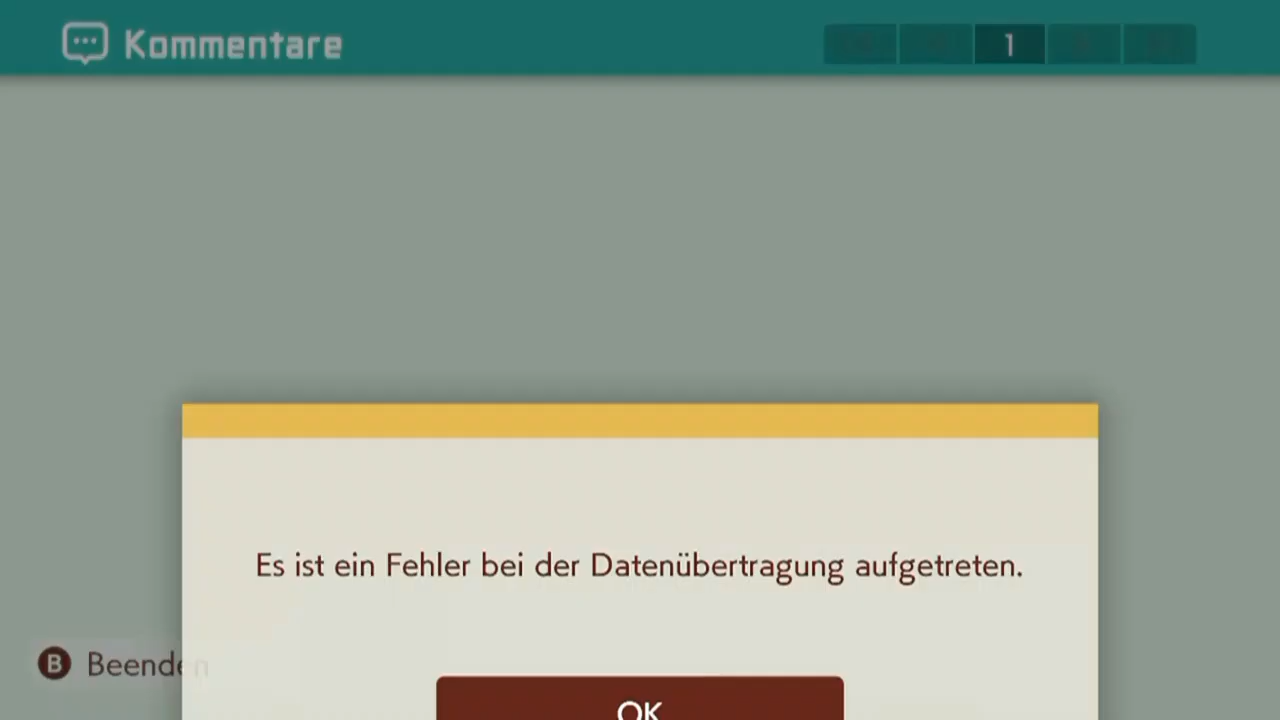 Kommentare
1
Es ist ein Fehler bei der Datenübertragung aufgetreten.
B Beenden
OK